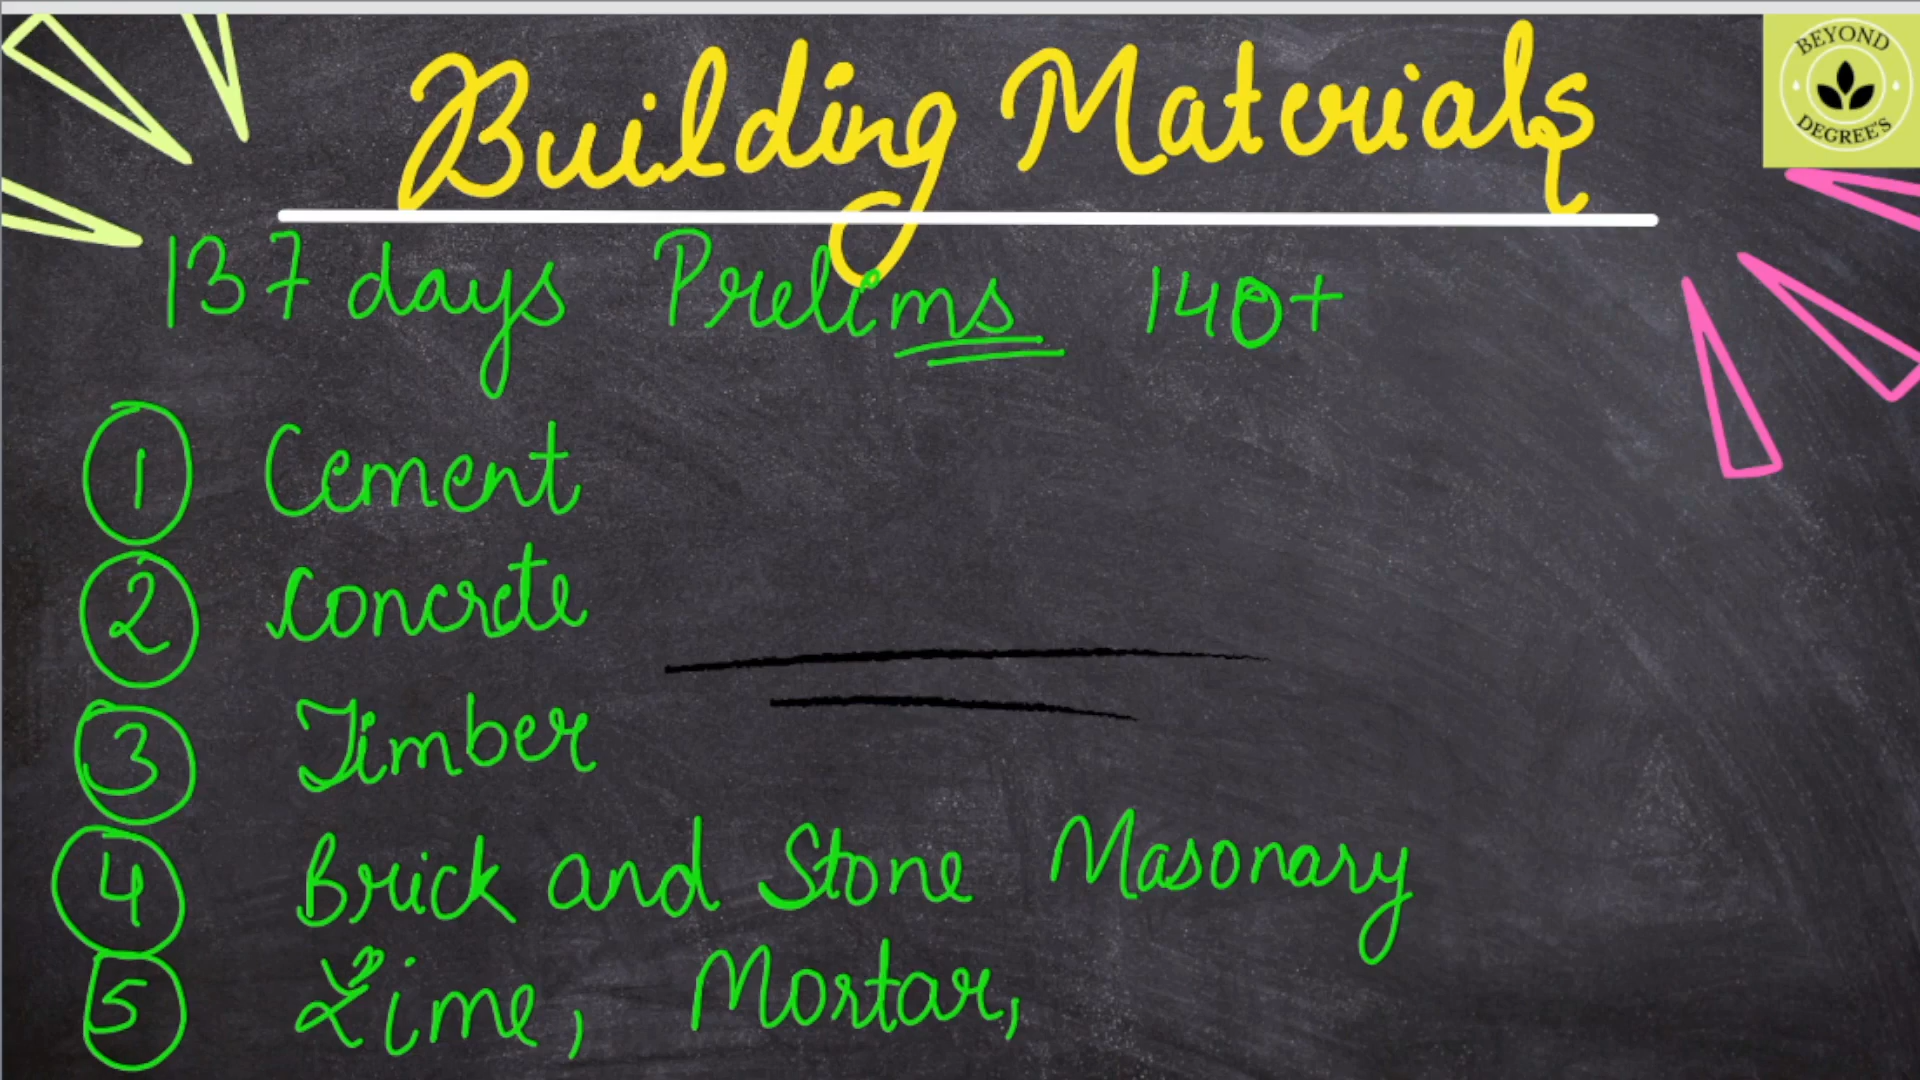 Building Materials
BEYOND DEGREE'S
137 days Prelims 140+
1 Cement
2 Concrete
3 Timber
4 Brick and Stone Masonary
5 Lime, Mortar,